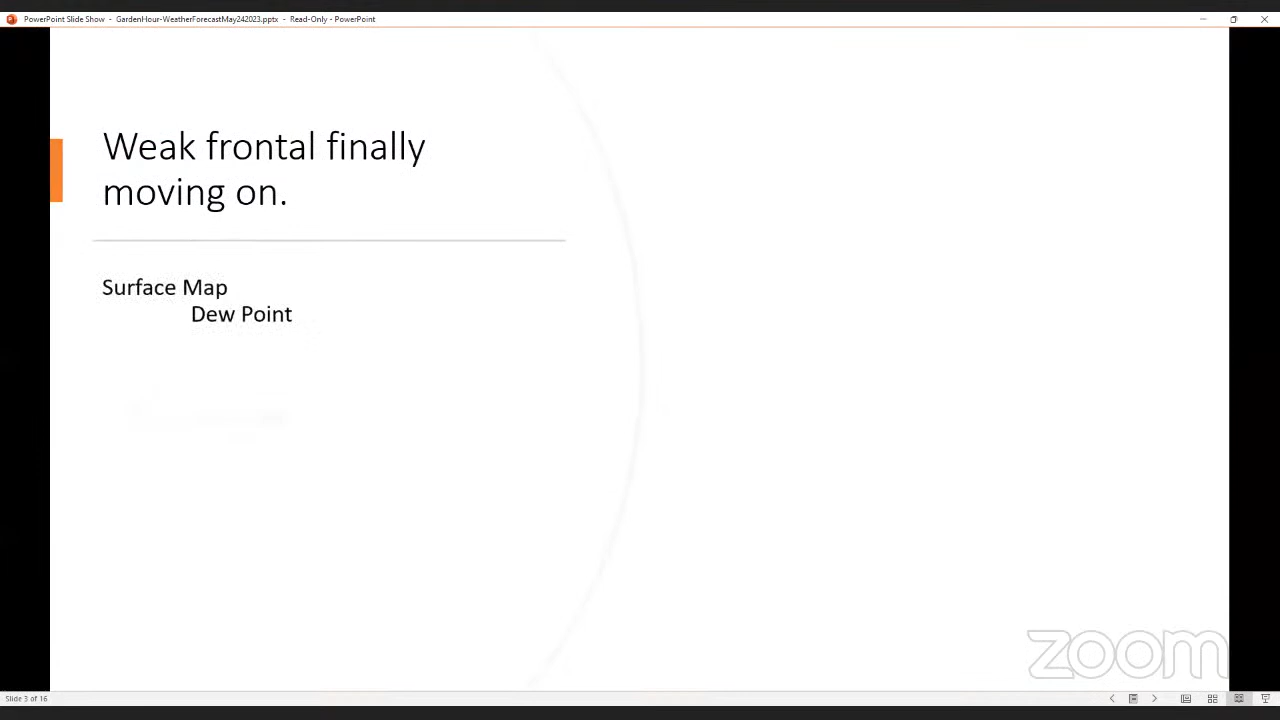 PowerPoint Slide Show - GardenHour-WeatherForecastMay242023.pptx - Read-Only - PowerPoint
Weak frontal finally
moving on.
Surface Map
Dew Point
zoom
Slide 3 of 16